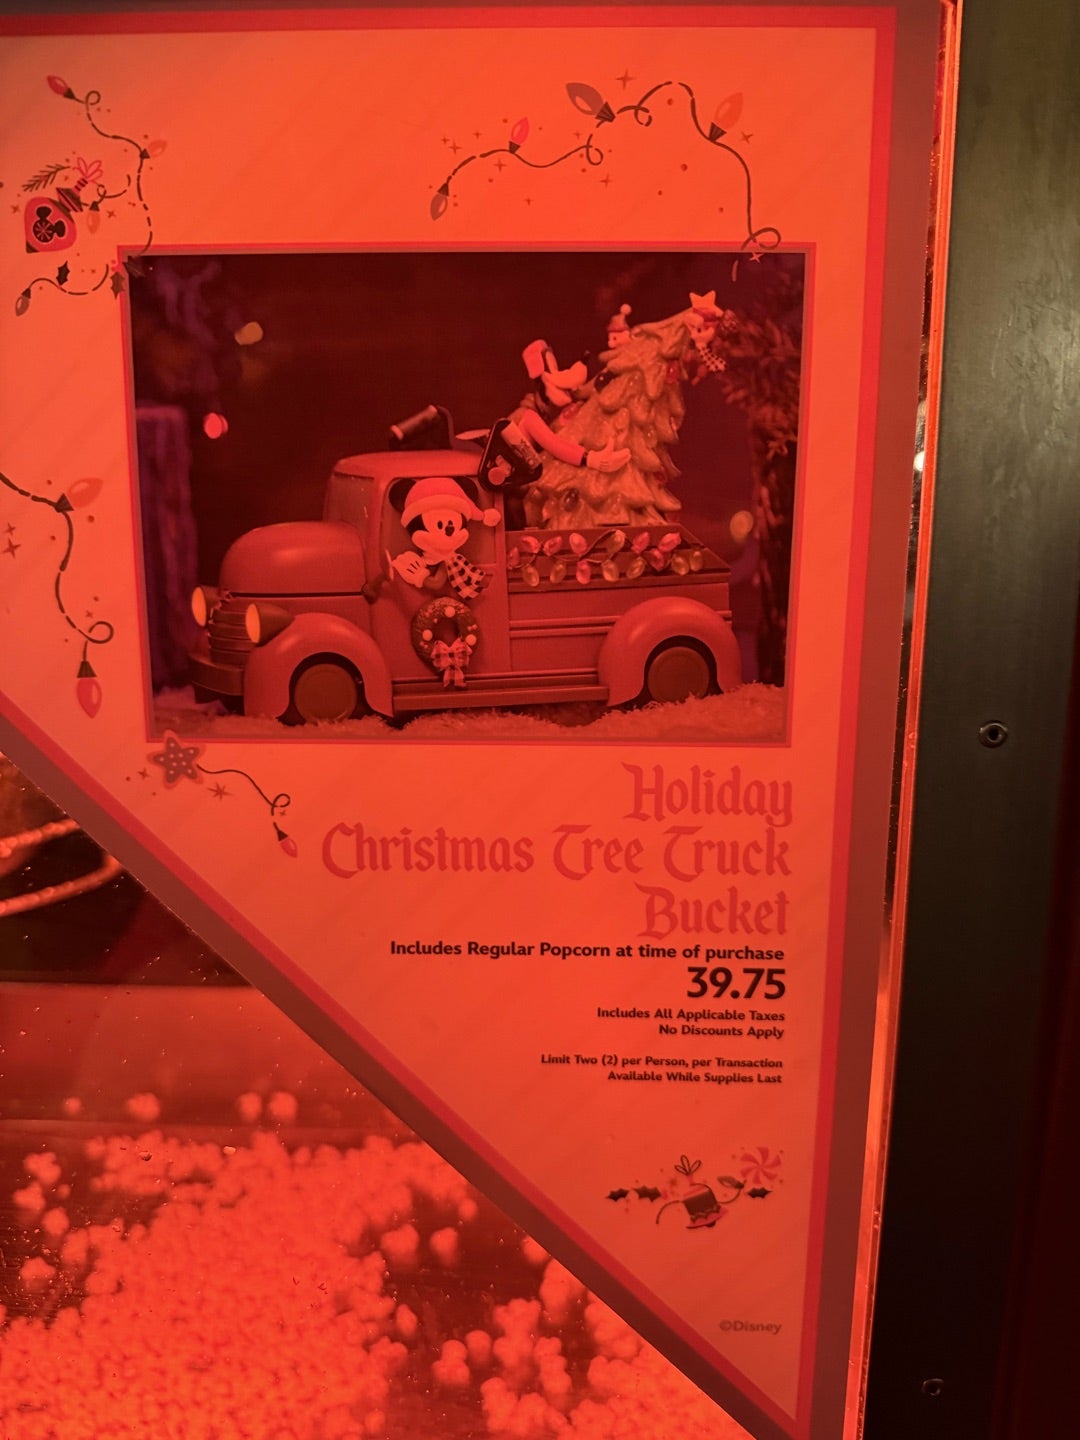 Holiday
Christmas Tree Truck
Bucket
Includes Regular Popcorn at time of purchase
39.75
Includes All Applicable Taxes
No Discounts Apply
Limit Two (2) per Person, per Transaction
Available While Supplies Last
©Disney